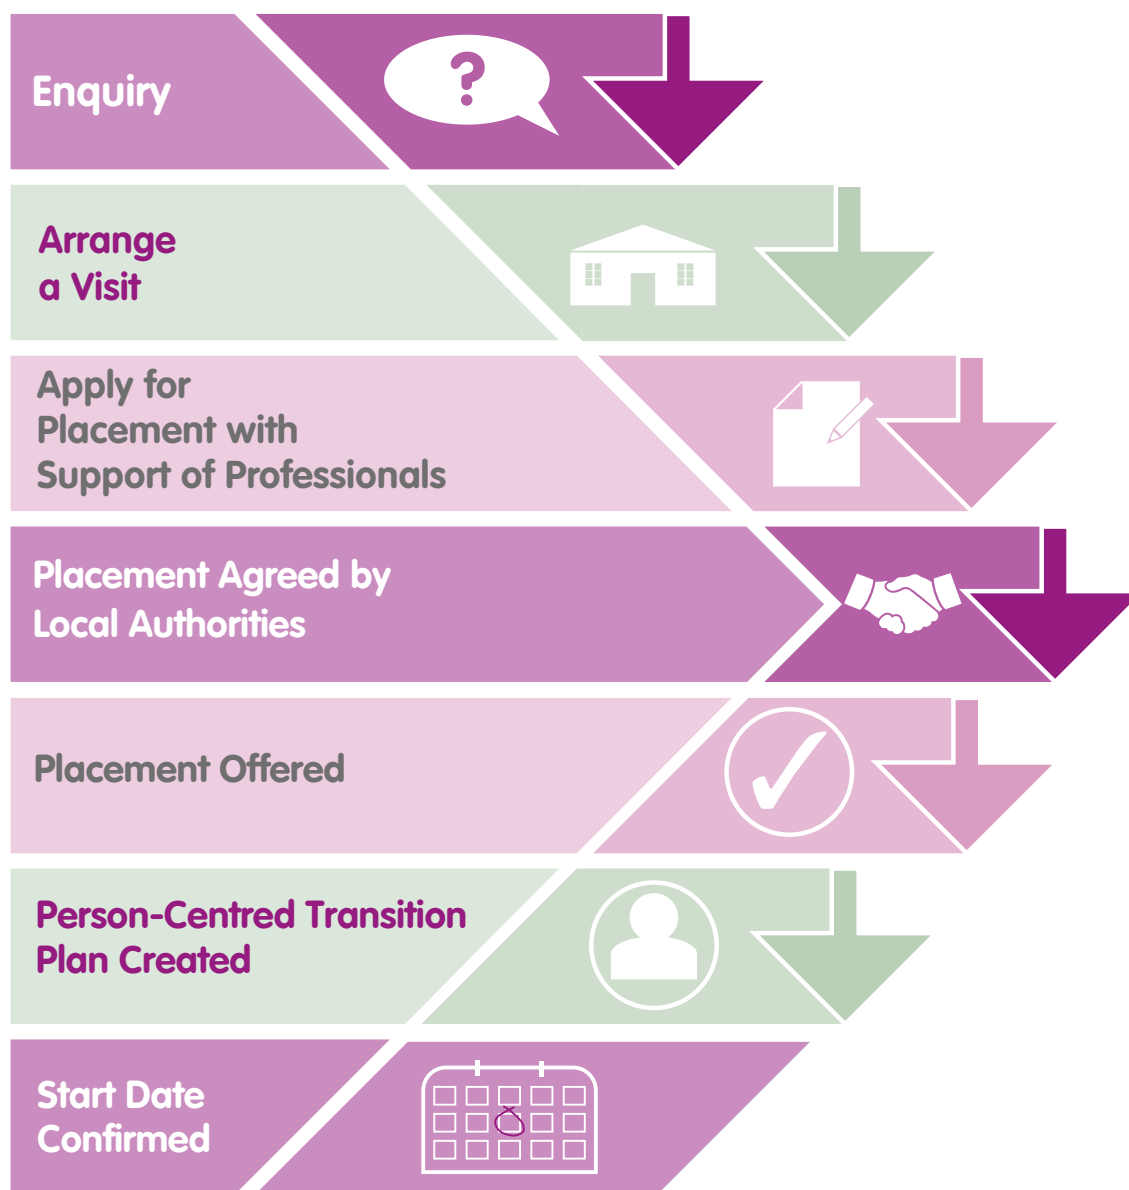 Enquiry
?
Arrange
a Visit
Apply for
Placement with
Support of Professionals
Placement Agreed by
Local Authorities
Placement Offered
Person-Centred Transition
Plan Created
Start Date
Confirmed